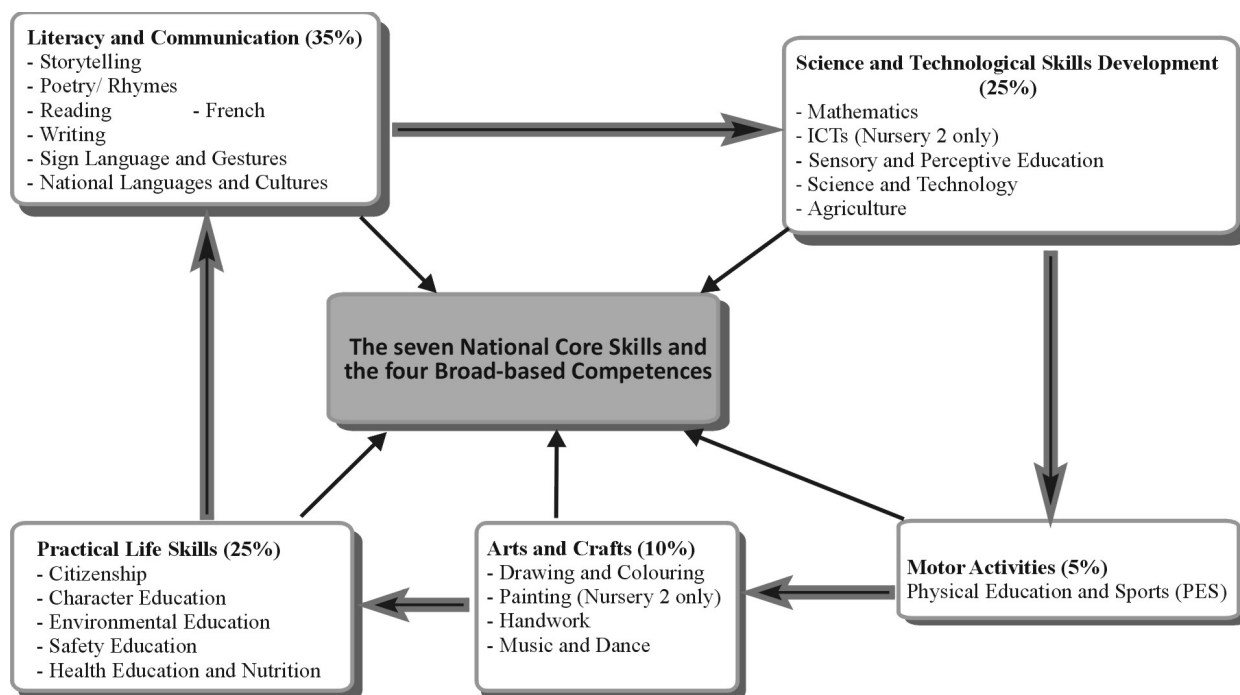 Literacy and Communication (35%)
- Storytelling
- Poetry/ Rhymes
- Reading - French
- Writing
- Sign Language and Gestures
- National Languages and Cultures
Science and Technological Skills Development
(25%)
- Mathematics
- ICTs (Nursery 2 only)
- Sensory and Perceptive Education
- Science and Technology
- Agriculture
The seven National Core Skills and
the four Broad-based Competences
Practical Life Skills (25%)
- Citizenship
- Character Education
- Environmental Education
- Safety Education
- Health Education and Nutrition
Arts and Crafts (10%)
- Drawing and Colouring
- Painting (Nursery 2 only)
- Handwork
- Music and Dance
Motor Activities (5%)
Physical Education and Sports (PES)